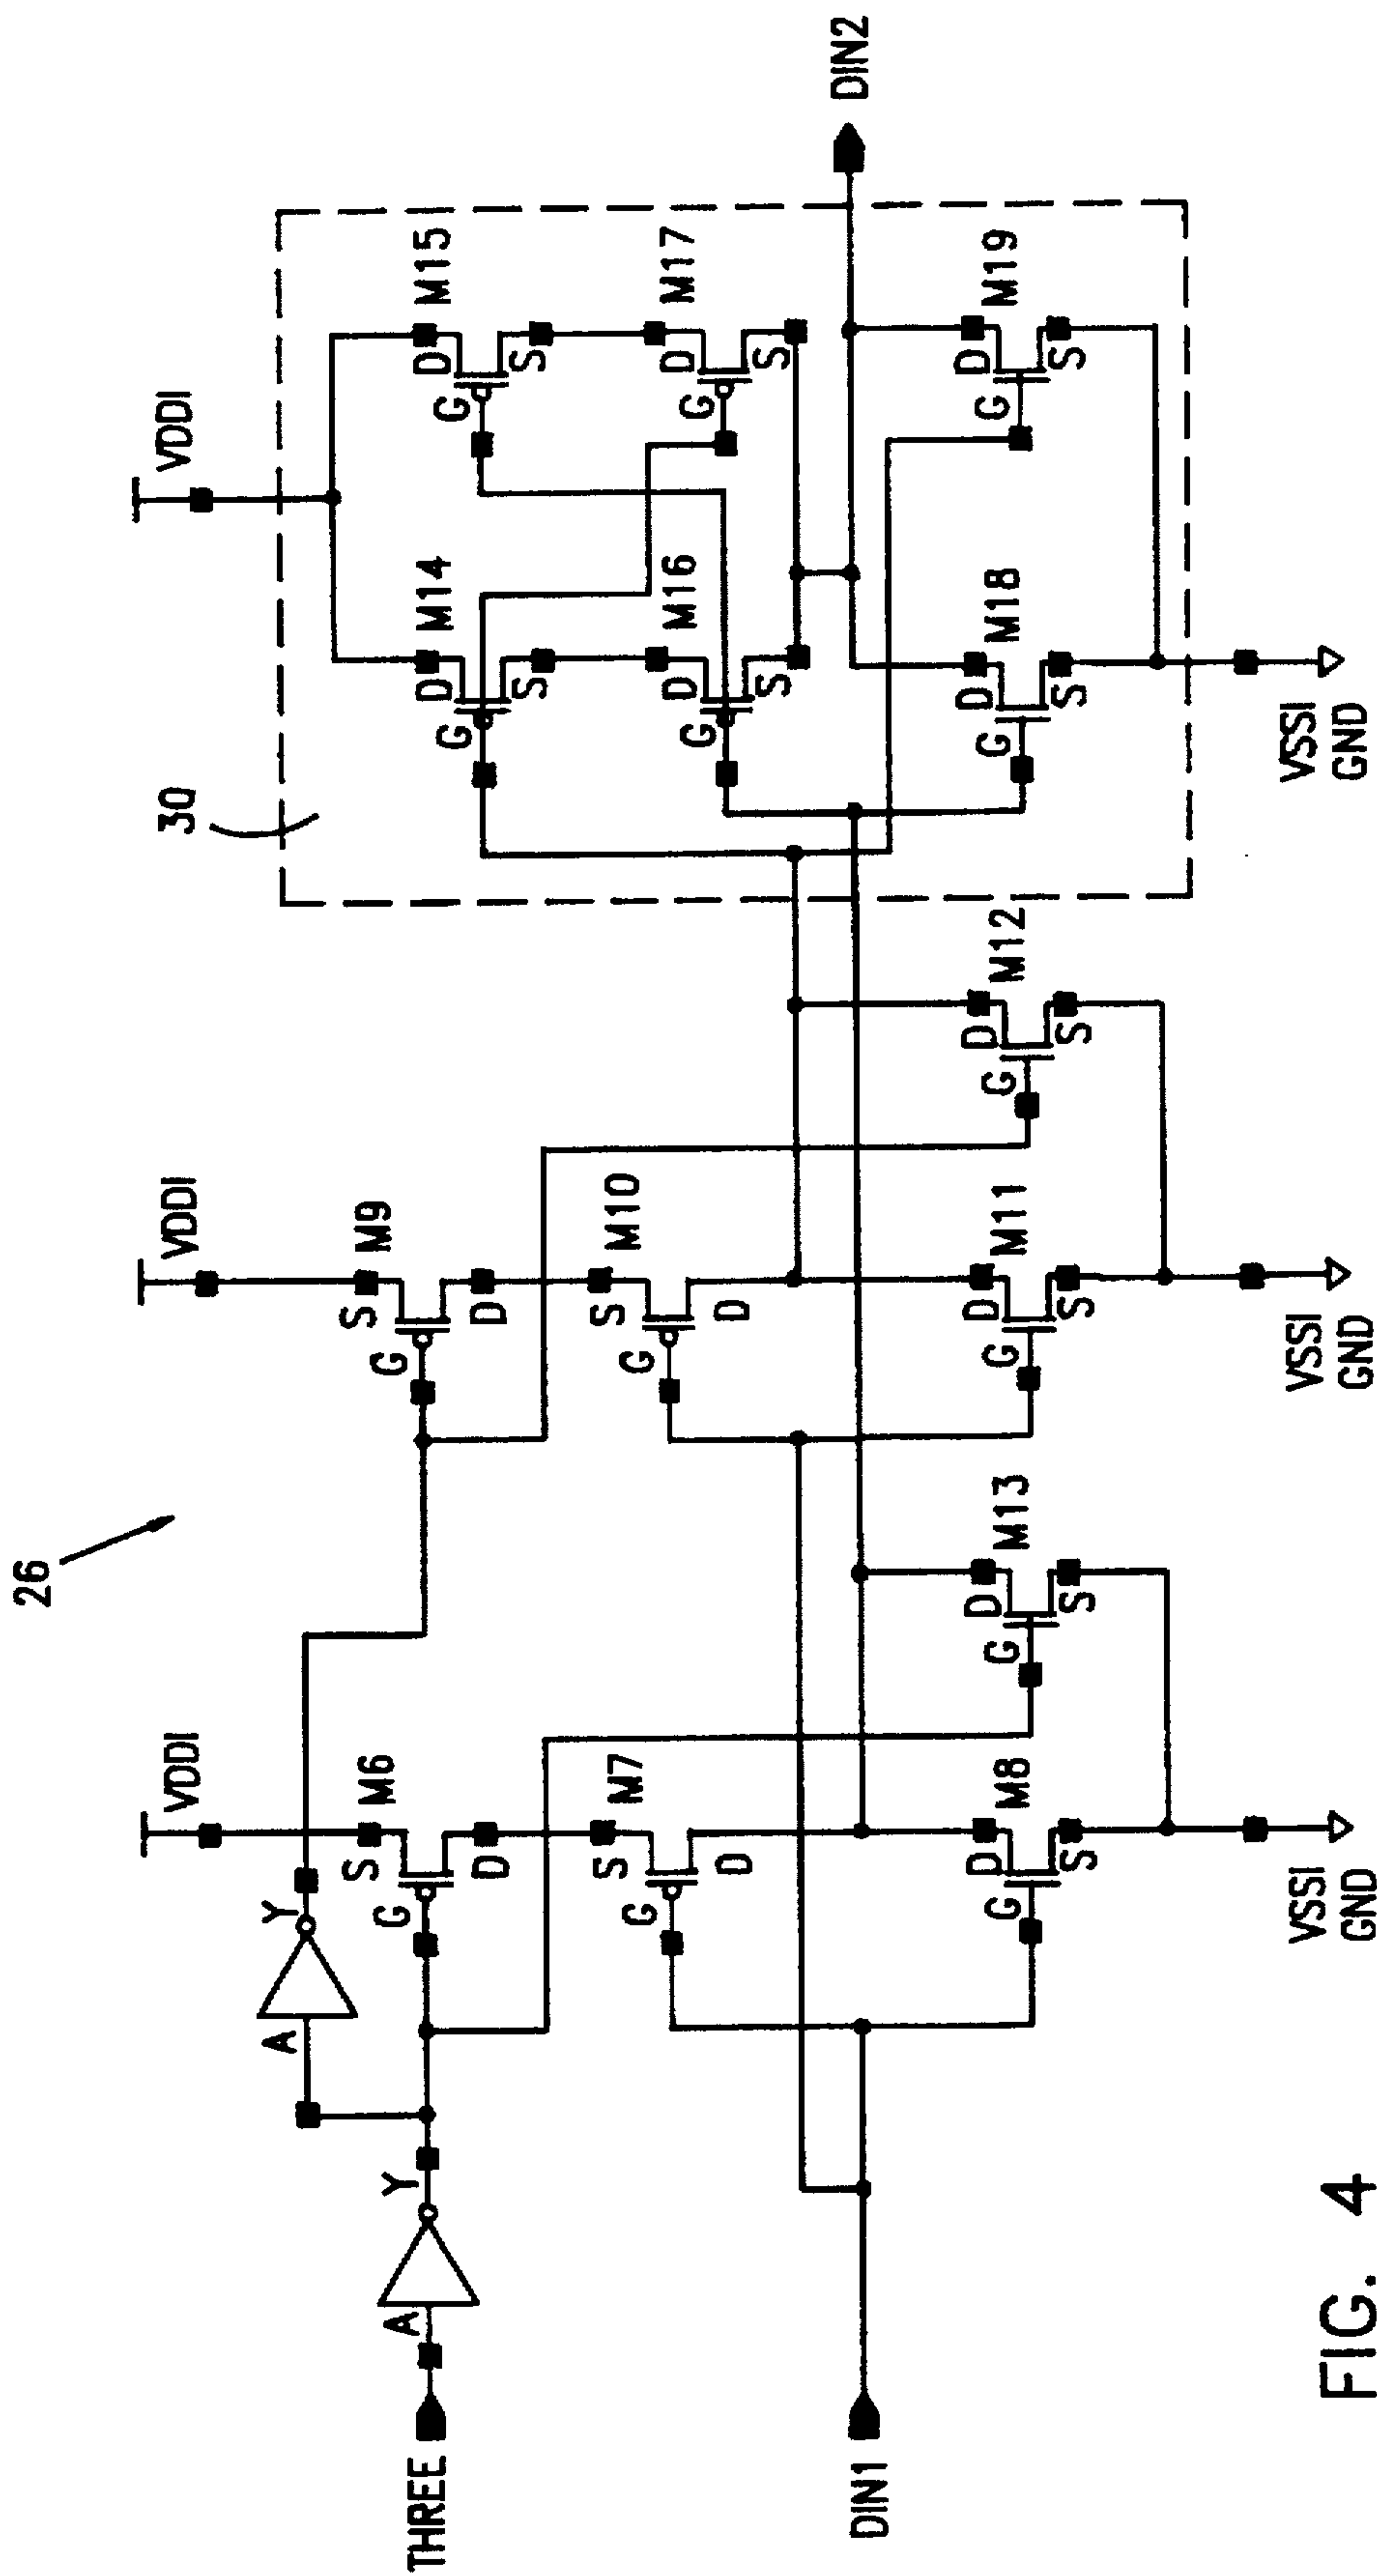 26
30
VDDI
VDDI
VDDI
THREE
A
Y
A
Y
S
M6
G
D
S
M7
G
D
D
M8
G
S
D
M13
G
S
S
M9
G
D
S
M10
G
D
D
M11
G
S
D
M12
G
S
D
M14
G
S
D
M15
G
S
D
M16
G
S
D
M17
G
S
D
M18
G
S
D
M19
G
S
DIN1
DIN2
VSSI
GND
VSSI
GND
VSSI
GND
FIG. 4